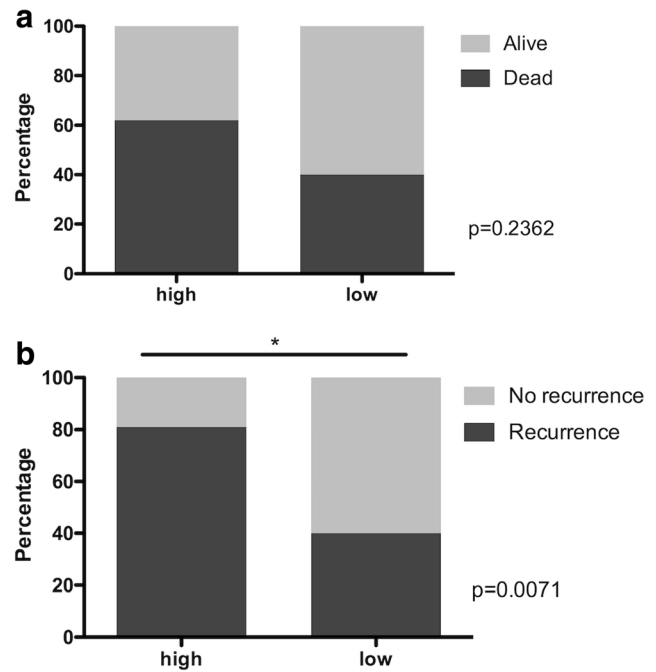 a
100
80
60
40
20
0
Percentage
high
low
Alive
Dead
p=0.2362
b
*
100
80
60
40
20
0
Percentage
high
low
No recurrence
Recurrence
p=0.0071